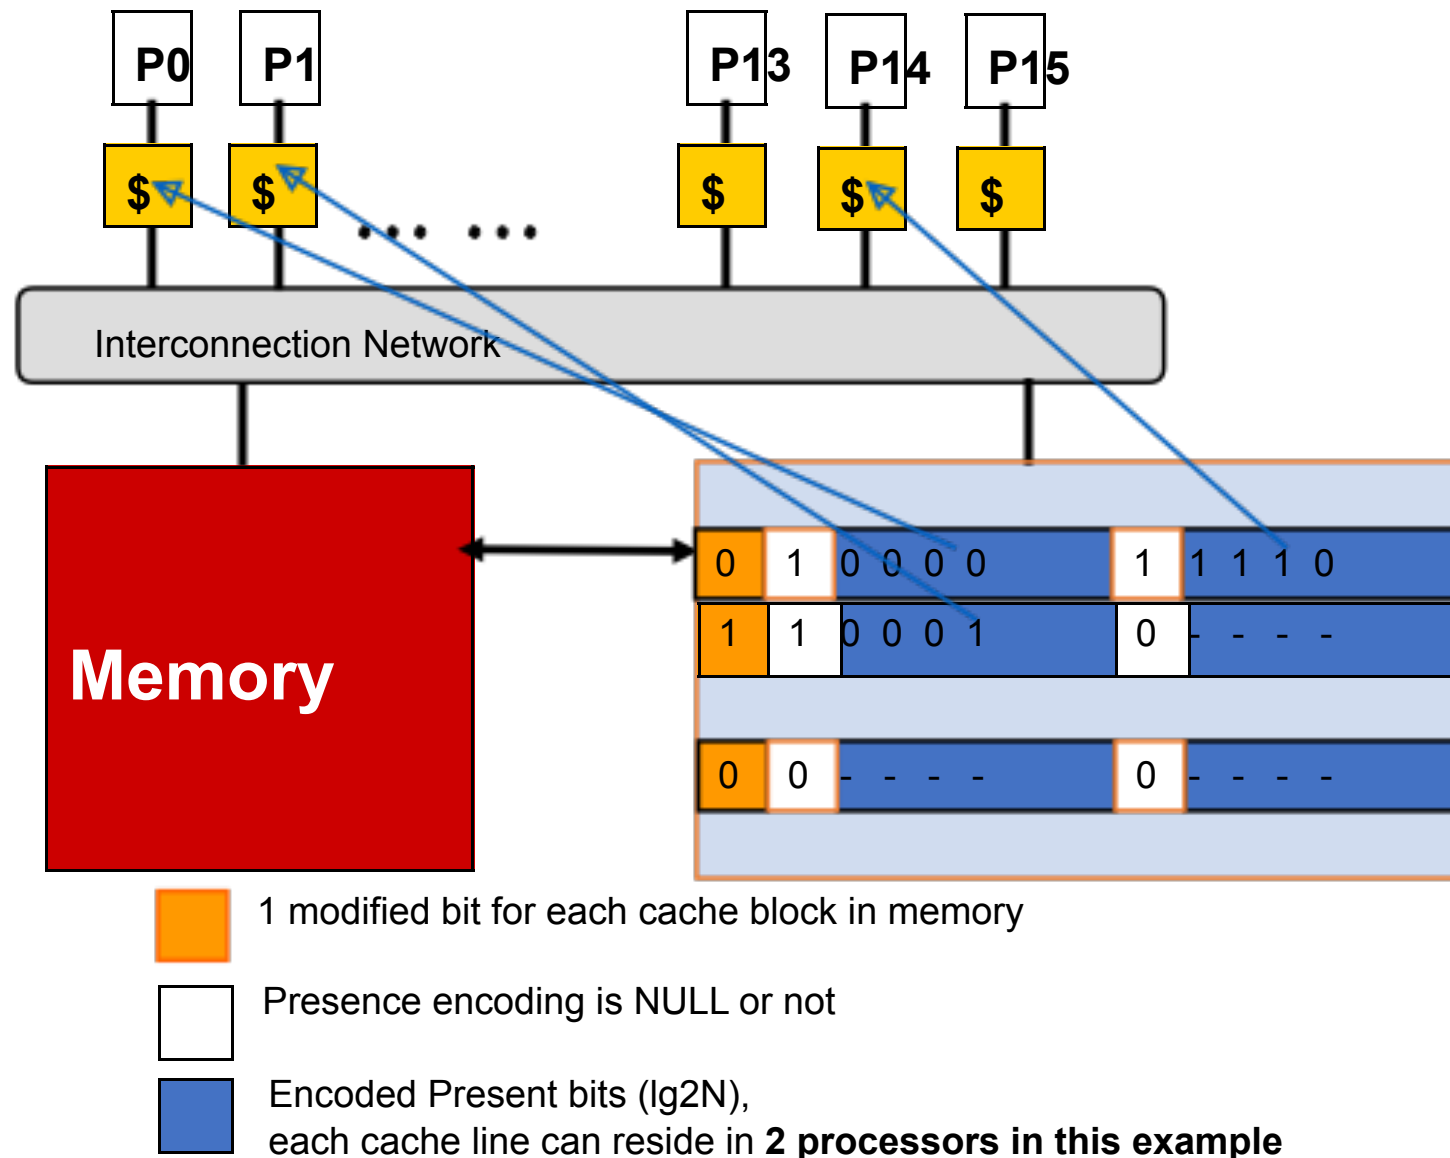 P0 P1 P13 P14 P15
$ $ $ $ $
... ...
Interconnection Network
0 1 0 0 0 0 1 1 1 1 0
1 1 0 0 0 1 0 - - - -
Memory
0 0 - - - - 0 - - - -
1 modified bit for each cache block in memory
Presence encoding is NULL or not
Encoded Present bits (lg2N),
each cache line can reside in 2 processors in this example